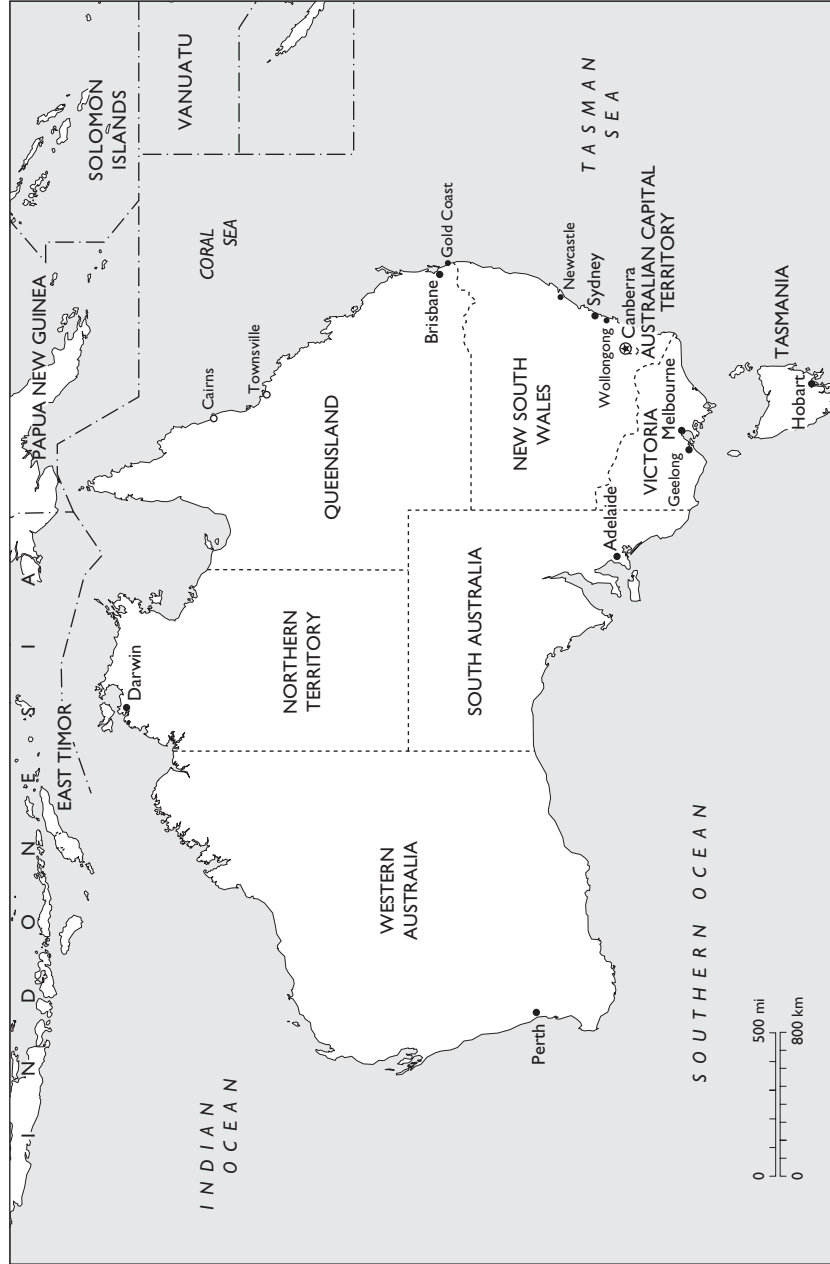 SOLOMON
ISLANDS
VANUATU
PAPUA NEW GUINEA
INDONESIA
EAST TIMOR
CORAL
SEA
TASMAN
SEA
INDIAN
OCEAN
SOUTHERN OCEAN
Darwin
Cairns
Townsville
NORTHERN
TERRITORY
QUEENSLAND
WESTERN
AUSTRALIA
SOUTH AUSTRALIA
Brisbane
Gold Coast
NEW SOUTH
WALES
Newcastle
Sydney
Wollongong
Canberra
AUSTRALIAN CAPITAL
TERRITORY
Perth
Adelaide
VICTORIA
Melbourne
Geelong
TASMANIA
Hobart
0 500 mi
0 800 km